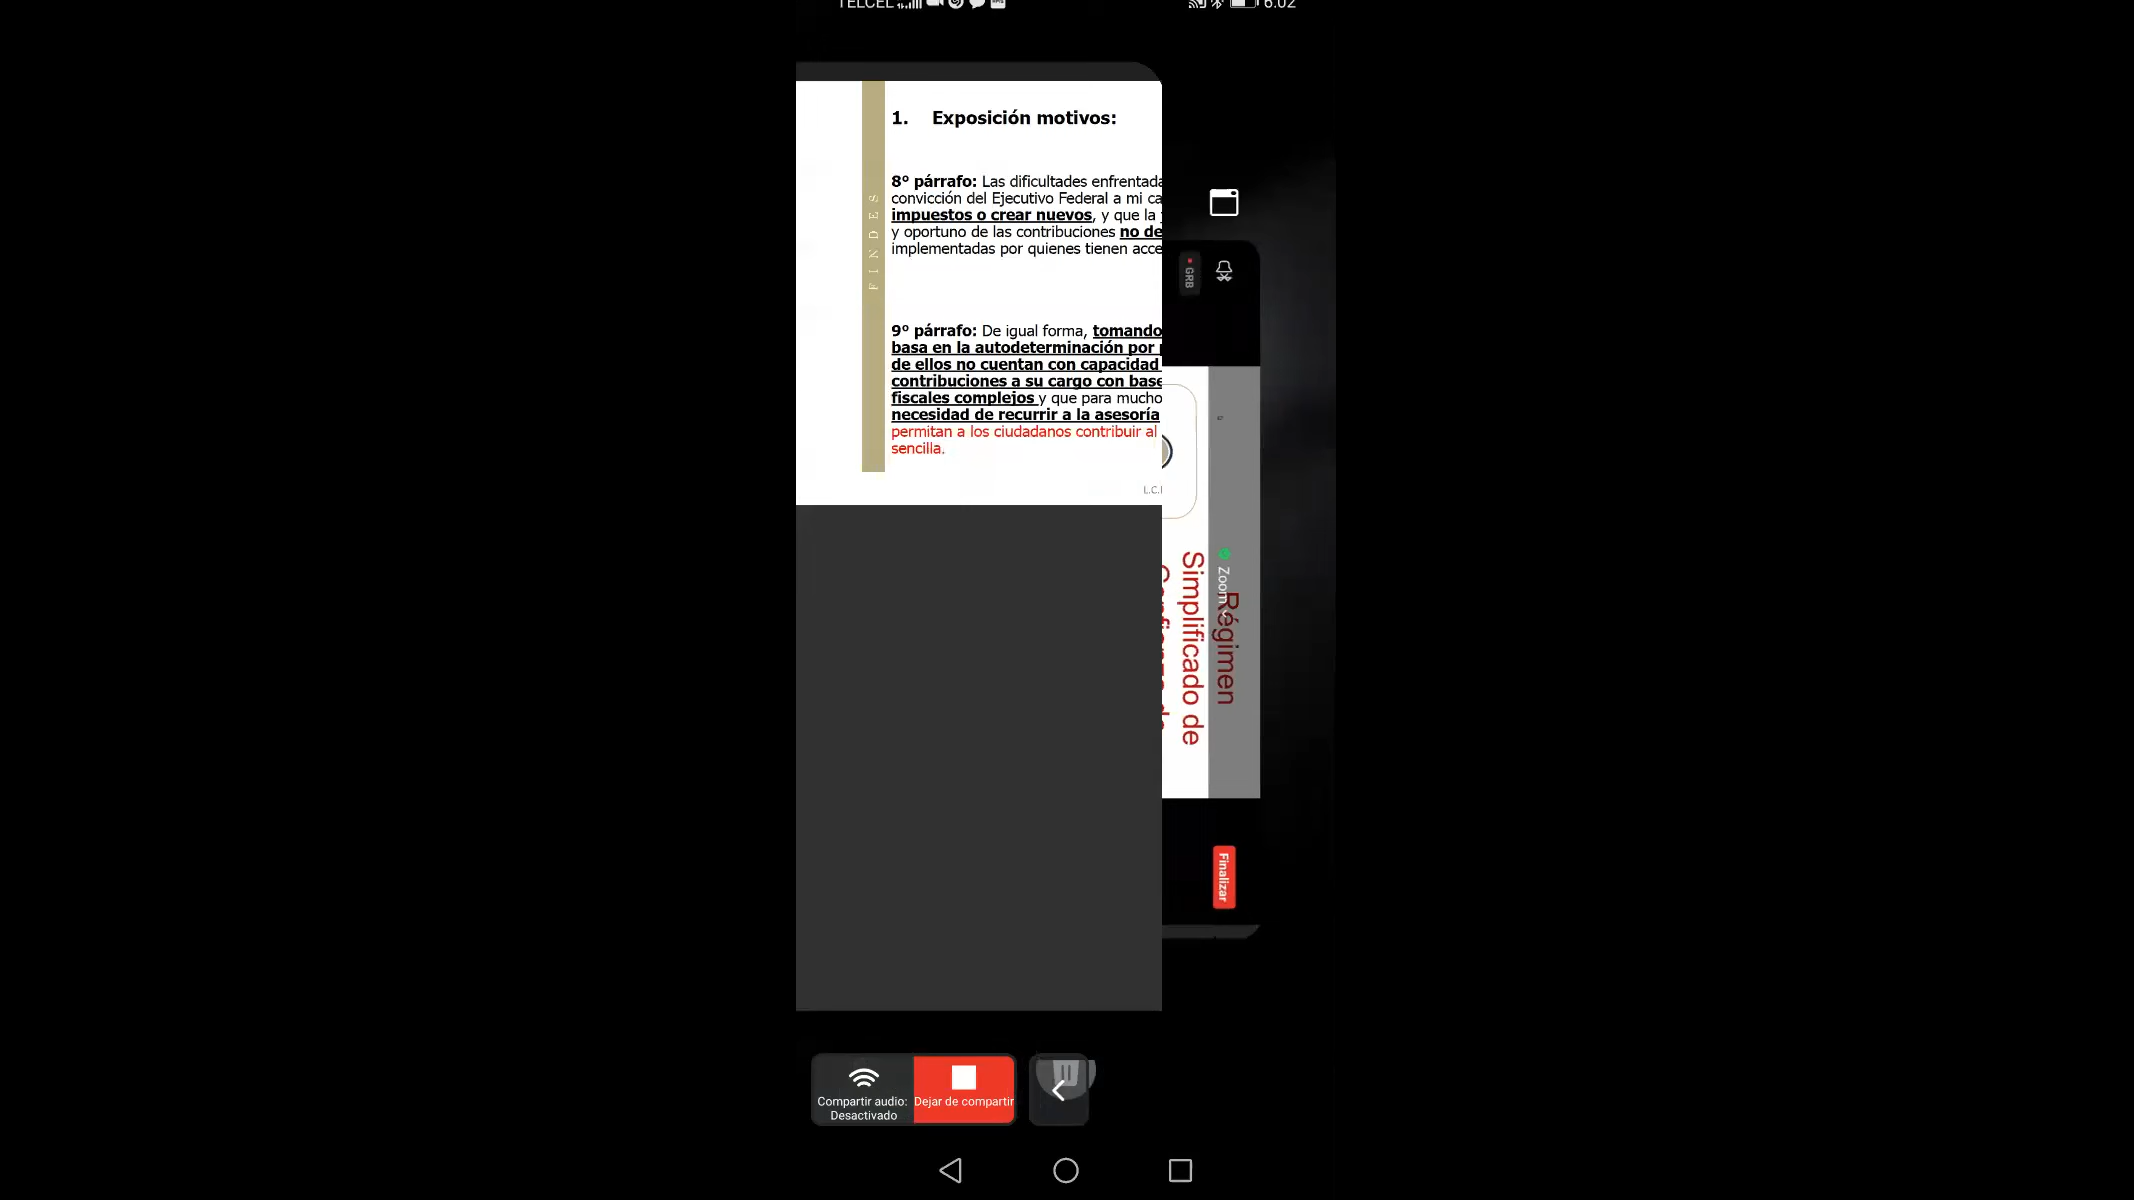 TELCEL
6:02
FINDES
1. Exposición motivos:
8° párrafo: Las dificultades enfrentada
convicción del Ejecutivo Federal a mi ca
impuestos o crear nuevos, y que la
y oportuno de las contribuciones no de
implementadas por quienes tienen acce
9° párrafo: De igual forma, tomando
basa en la autodeterminación por
de ellos no cuentan con capacidad
contribuciones a su cargo con base
fiscales complejos y que para mucho
necesidad de recurrir a la asesoría
permitan a los ciudadanos contribuir al
sencilla.
L.C.
GRB
Zoom
Régimen
Simplificado de
Finalizar
Compartir audio:
Desactivado
Dejar de compartir